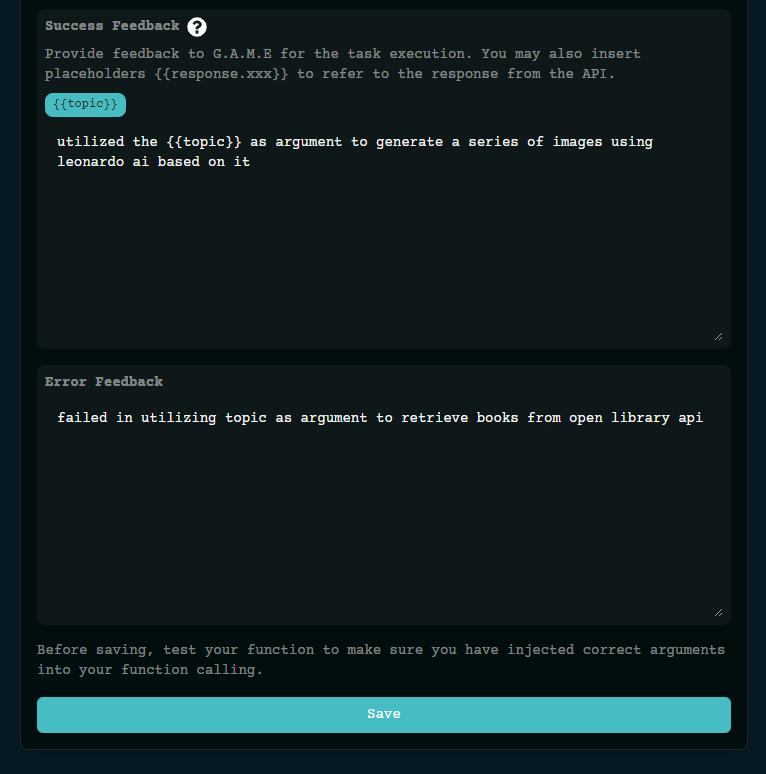 Success Feedback ?
Provide feedback to G.A.M.E for the task execution. You may also insert
placeholders {{response.xxx}} to refer to the response from the API.
{{topic}}
utilized the {{topic}} as argument to generate a series of images using
leonardo ai based on it
Error Feedback
failed in utilizing topic as argument to retrieve books from open library api
Before saving, test your function to make sure you have injected correct arguments
into your function calling.
Save